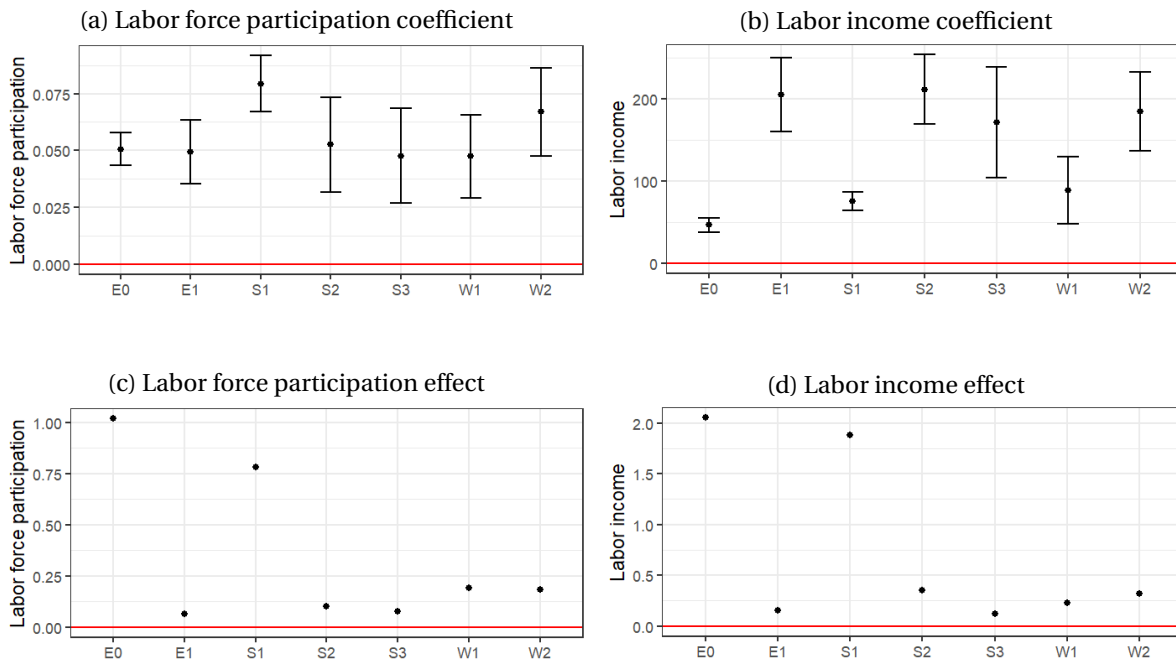 (a) Labor force participation coefficient
Labor force participation
0.075
0.050
0.025
0.000
E0 E1 S1 S2 S3 W1 W2
(b) Labor income coefficient
Labor income
200
100
0
E0 E1 S1 S2 S3 W1 W2
(c) Labor force participation effect
Labor force participation
1.00
0.75
0.50
0.25
0.00
E0 E1 S1 S2 S3 W1 W2
(d) Labor income effect
Labor income
2.0
1.5
1.0
0.5
0.0
E0 E1 S1 S2 S3 W1 W2